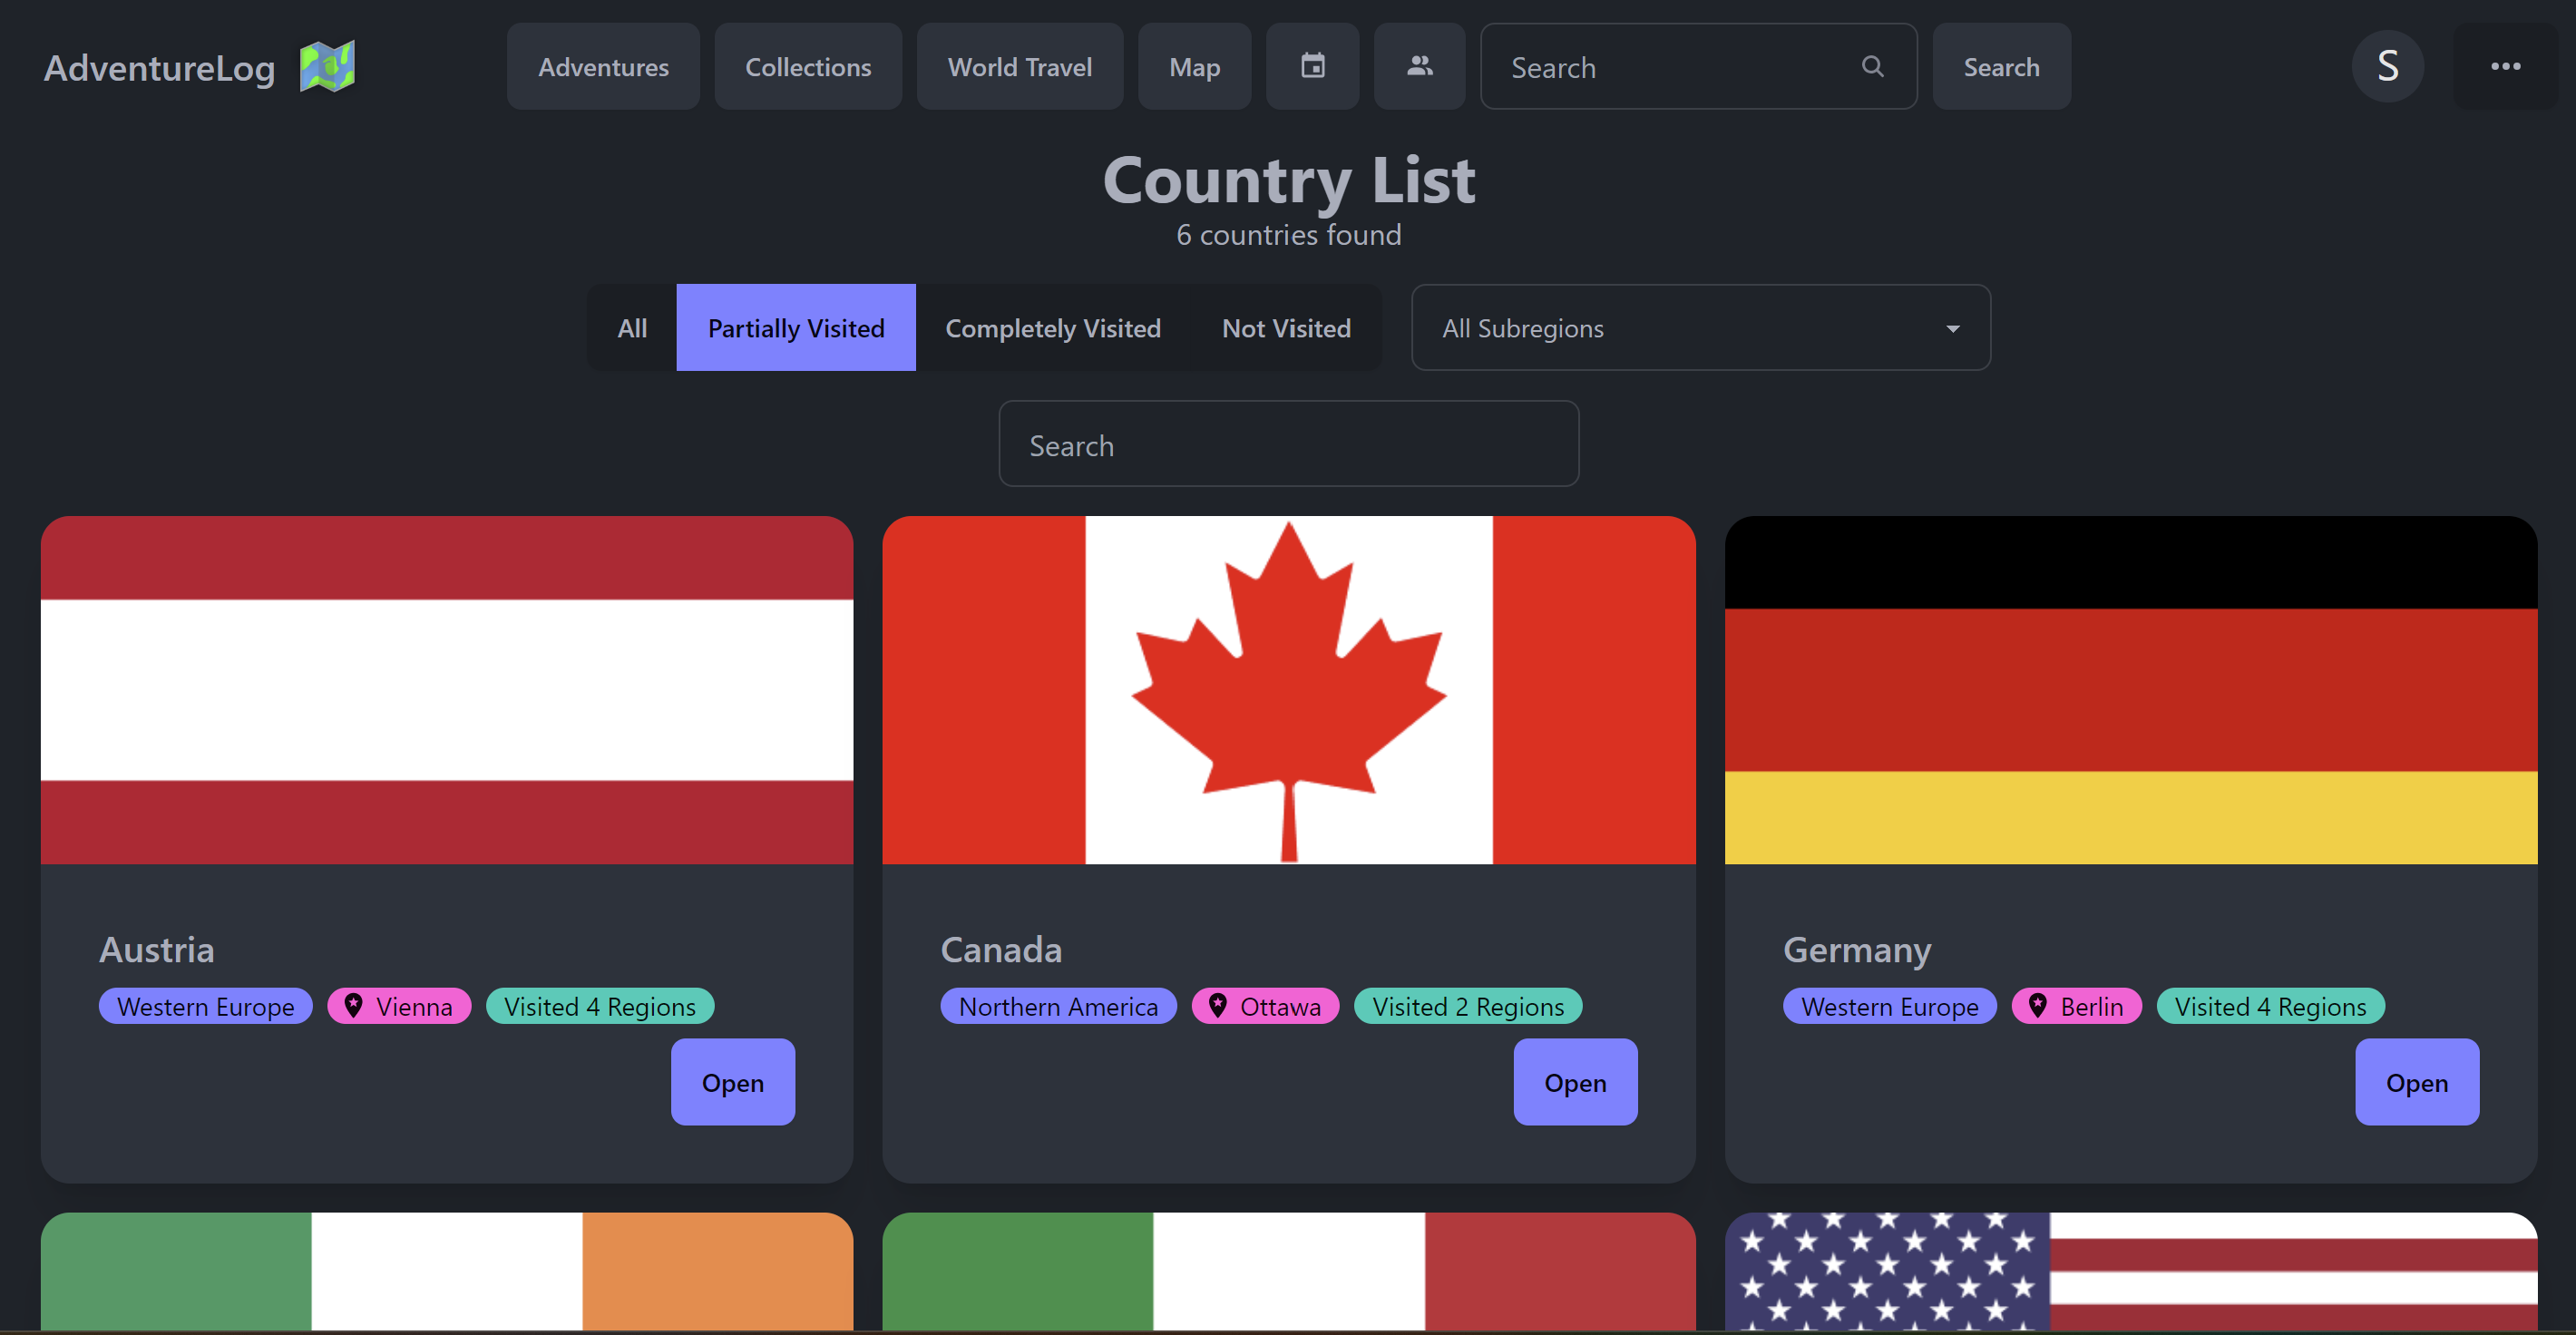 AdventureLog
Adventures Collections World Travel Map Search Search S
Country List
6 countries found
All Partially Visited Completely Visited Not Visited All Subregions
Search
Austria
Western Europe Vienna Visited 4 Regions
Open
Canada
Northern America Ottawa Visited 2 Regions
Open
Germany
Western Europe Berlin Visited 4 Regions
Open